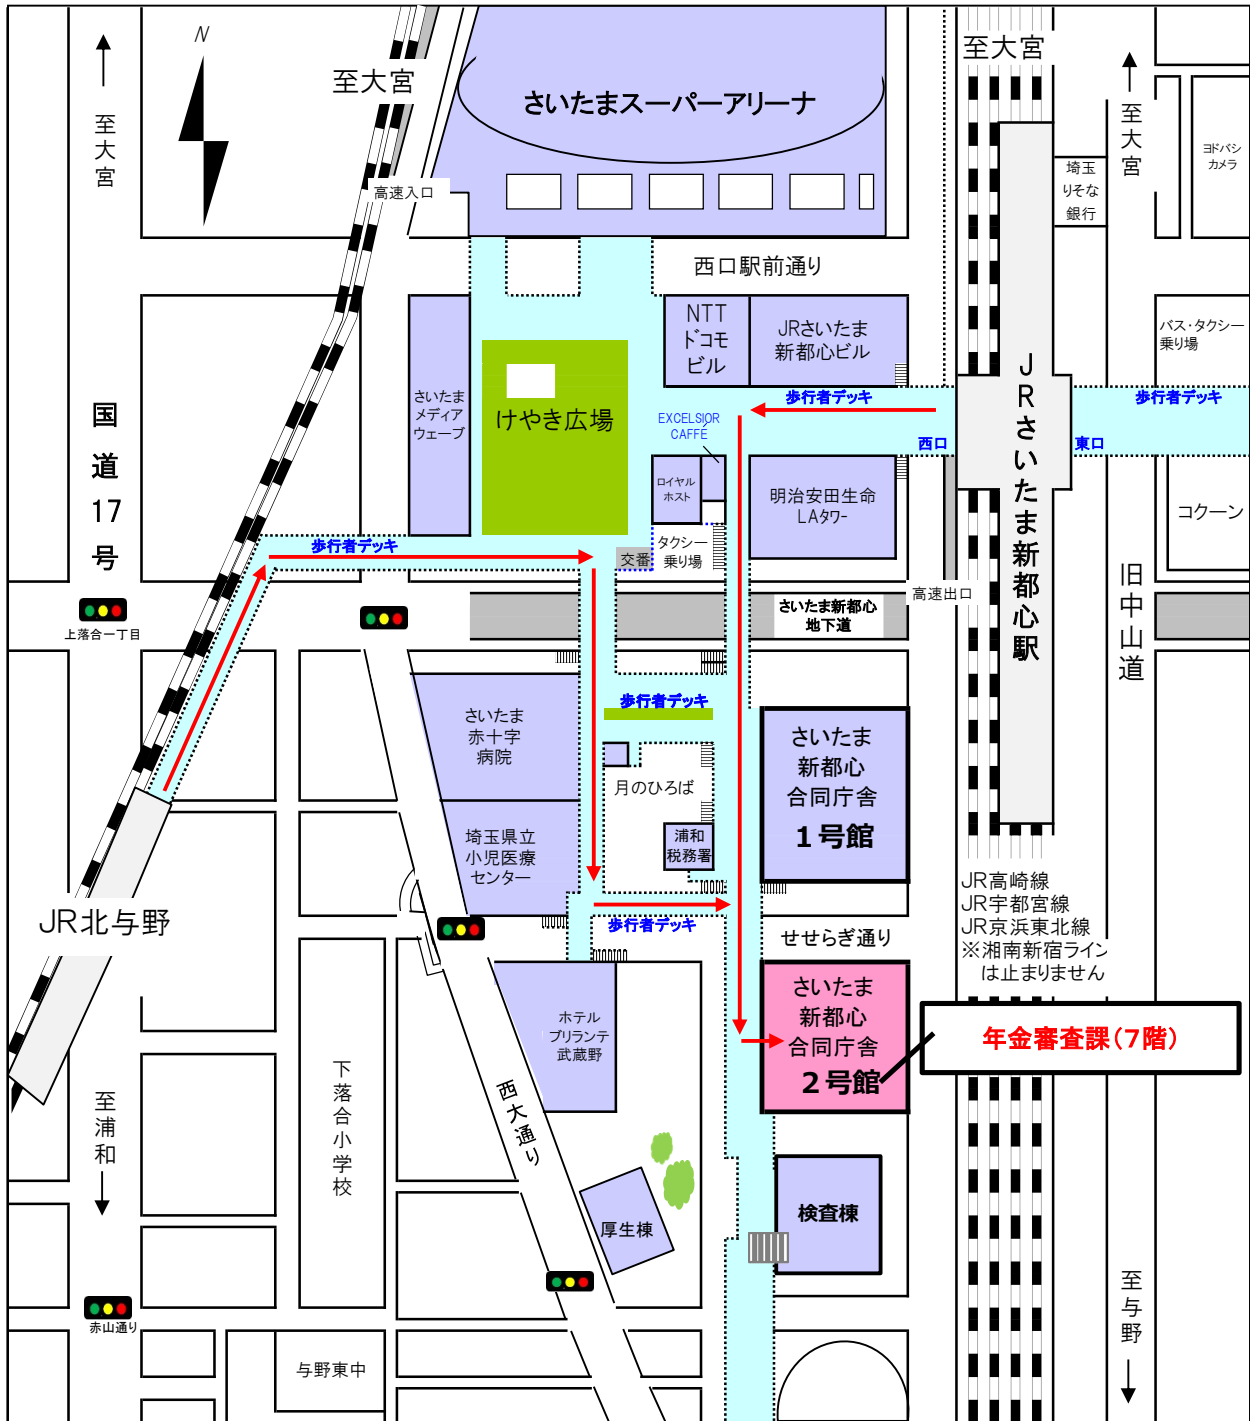 N
至大宮
至大宮
至大宮
至大宮
さいたまスーパーアリーナ
高速入口
ヨドバシ
カメラ
埼玉
りそな
銀行
西口駅前通り
NTT
ドコモ
ビル
JRさいたま
新都心ビル
バス・タクシー
乗り場
さいたま
メディア
ウェーブ
けやき広場
歩行者デッキ
歩行者デッキ
EXCELSIOR
CAFFÉ
西口
東口
JRさいたま新都心駅
国道17号
ロイヤル
ホスト
明治安田生命
LAタワー
コクーン
歩行者デッキ
交番
タクシー
乗り場
高速出口
旧中山道
さいたま新都心
地下道
上落合一丁目
さいたま
赤十字
病院
歩行者デッキ
さいたま
新都心
合同庁舎
1号館
月のひろば
埼玉県立
小児医療
センター
浦和
税務署
JR北与野
歩行者デッキ
せせらぎ通り
JR高崎線
JR宇都宮線
JR京浜東北線
※湘南新宿ライン
は止まりません
さいたま
新都心
合同庁舎
2号館
年金審査課(7階)
ホテル
ブリランテ
武蔵野
下落合小学校
西大通り
至浦和
厚生棟
検査棟
至与野
赤山通り
与野東中